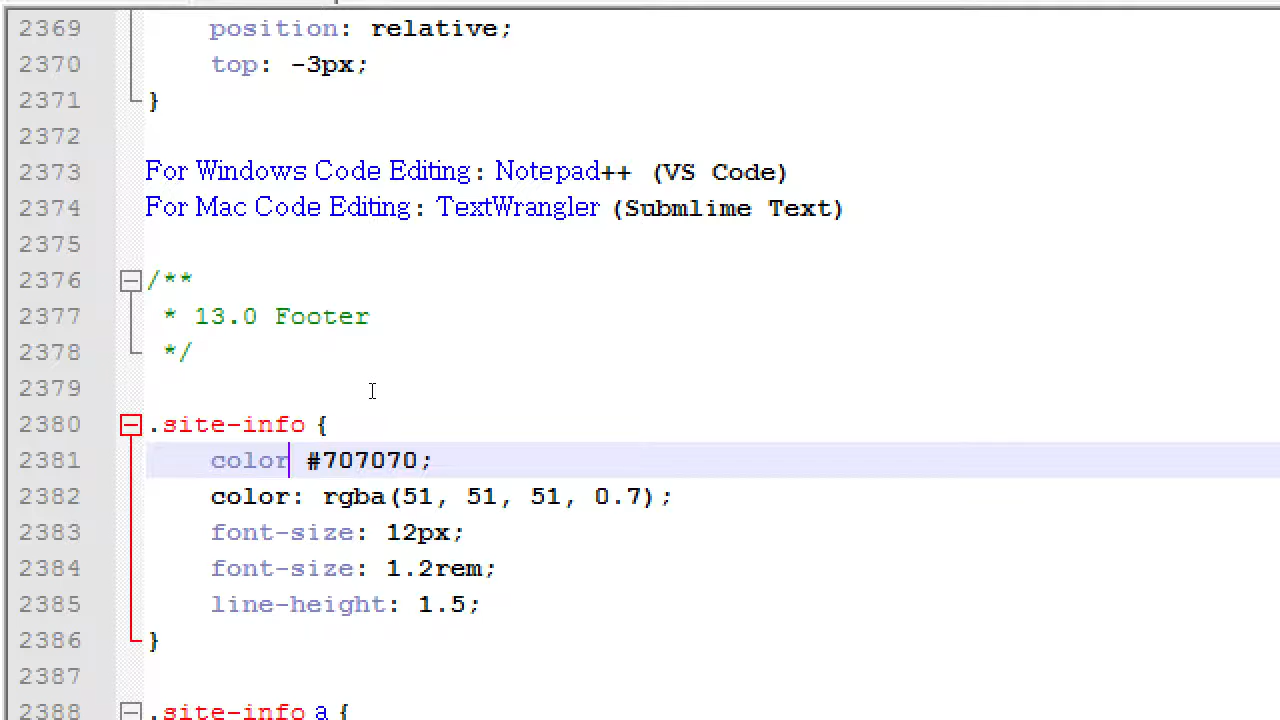 2369 position: relative;
2370 top: -3px;
2371 }
2372
2373 For Windows Code Editing: Notepad++ (VS Code)
2374 For Mac Code Editing: TextWrangler (Submlime Text)
2375
2376 /**
2377 * 13.0 Footer
2378 */
2379
2380 .site-info {
2381 color #707070;
2382 color: rgba(51, 51, 51, 0.7);
2383 font-size: 12px;
2384 font-size: 1.2rem;
2385 line-height: 1.5;
2386 }
2387
2388 .site-info a {